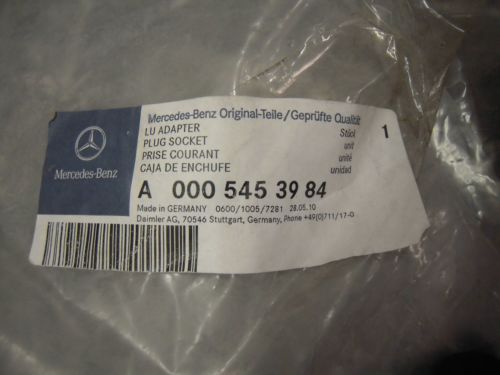 Mercedes-Benz Original-Teile/Geprüfte Qualität
LU ADAPTER
PLUG SOCKET
PRISE COURANT
CAJA DE ENCHUFE
Stück
unit
unité
unidad
1
Mercedes-Benz
A 000 545 39 84
Made in GERMANY 0600/1005/7281 28.05.10
Daimler AG, 70546 Stuttgart, Germany, Phone +49(0)711/17-0